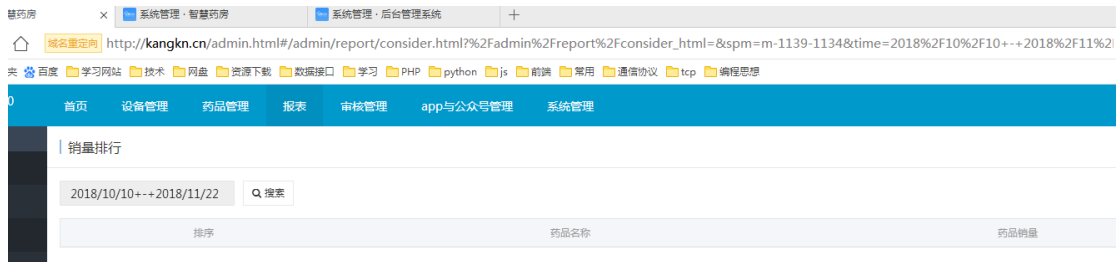 慧药房 × 系统管理 · 智慧药房 系统管理 · 后台管理系统 +
域名重定向 http://kangkn.cn/admin.html#/admin/report/consider.html?%2Fadmin%2Freport%2Fconsider_html=&spm=m-1139-1134&time=2018%2F10%2F10+-+2018%2F11%2
夹 百度 学习网站 技术 网盘 资源下载 数据接口 学习 PHP python js 前端 常用 通信协议 tcp 编程思想
0 首页 设备管理 药品管理 报表 审核管理 app与公众号管理 系统管理
销量排行
2018/10/10+-+2018/11/22 搜索
排序 药品名称 药品销量